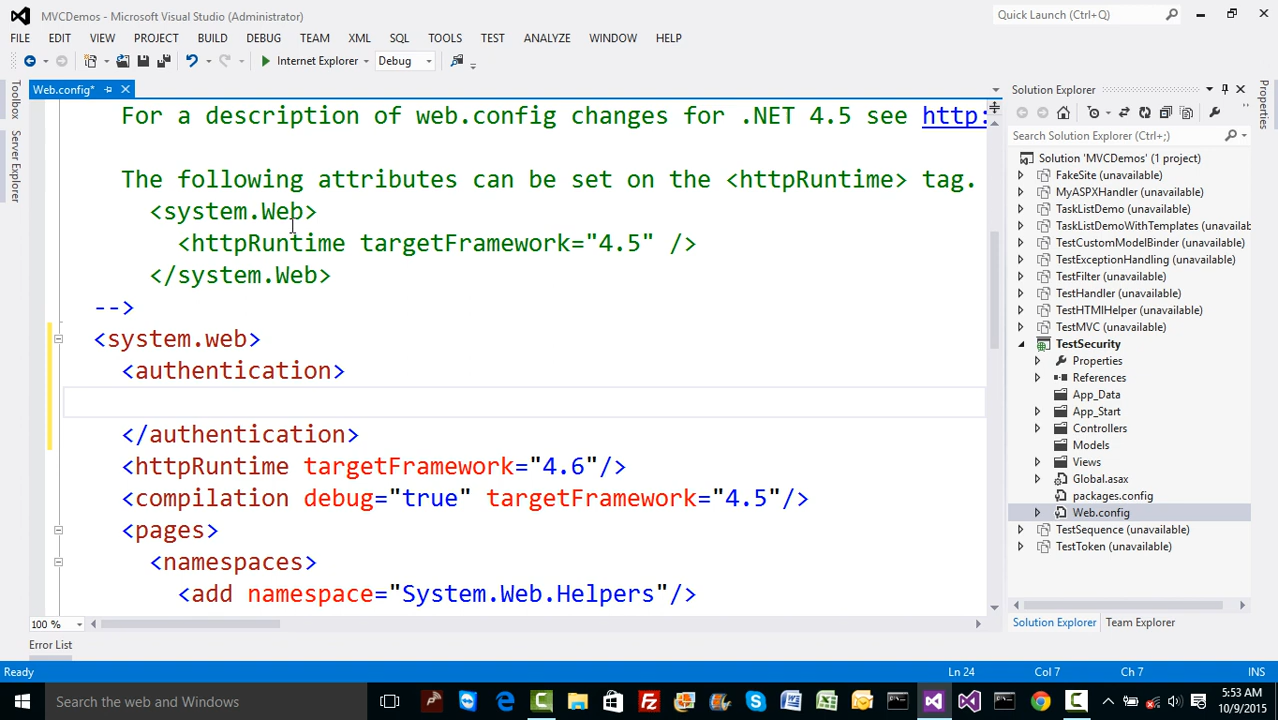 MVCDemos - Microsoft Visual Studio (Administrator)
Quick Launch (Ctrl+Q)
FILE EDIT VIEW PROJECT BUILD DEBUG TEAM XML SQL TOOLS TEST ANALYZE WINDOW HELP
Internet Explorer Debug
Web.config*
Toolbox
Server Explorer
For a description of web.config changes for .NET 4.5 see http:
The following attributes can be set on the <httpRuntime> tag.
<system.Web>
<httpRuntime targetFramework="4.5" />
</system.Web>
-->
<system.web>
<authentication>
</authentication>
<httpRuntime targetFramework="4.6"/>
<compilation debug="true" targetFramework="4.5"/>
<pages>
<namespaces>
<add namespace="System.Web.Helpers"/>
100 %
Error List
Solution Explorer
Search Solution Explorer (Ctrl+;)
Solution 'MVCDemos' (1 project)
FakeSite (unavailable)
MyASPXHandler (unavailable)
TaskListDemo (unavailable)
TaskListDemoWithTemplates (unavailable)
TestCustomModelBinder (unavailable)
TestExceptionHandling (unavailable)
TestFilter (unavailable)
TestHandler (unavailable)
TestHTMlHelper (unavailable)
TestMVC (unavailable)
TestSecurity
Properties
References
App_Data
App_Start
Controllers
Models
Views
Global.asax
packages.config
Web.config
TestSequence (unavailable)
TestToken (unavailable)
Solution Explorer Team Explorer
Properties
Ready Ln 24 Col 7 Ch 7 INS
Search the web and Windows
5:53 AM
10/9/2015